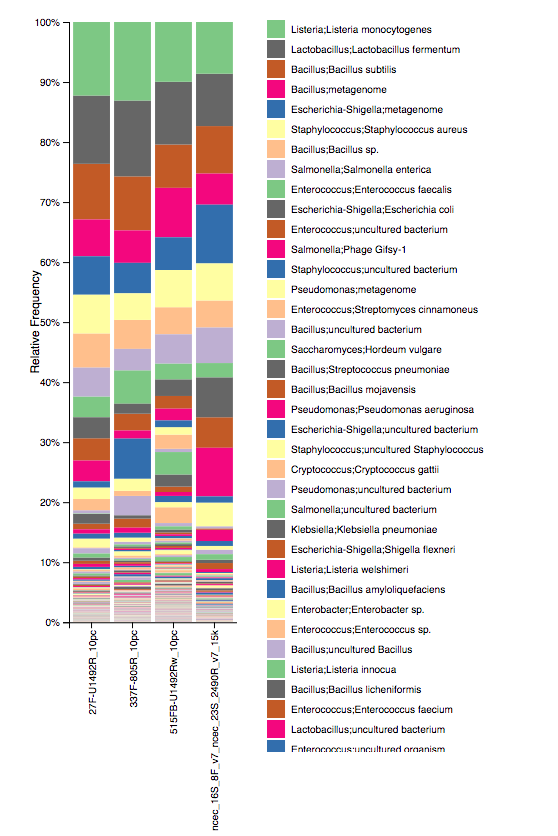 100%
90%
80%
70%
60%
50%
40%
30%
20%
10%
0%
Relative Frequency
27F-U1492R_10pc
337F-805R_10pc
515FB-U1492Rw_10pc
ncec_16S_8F_v7_ncec_23S_2490R_v7_15k
Listeria;Listeria monocytogenes
Lactobacillus;Lactobacillus fermentum
Bacillus;Bacillus subtilis
Bacillus;metagenome
Escherichia-Shigella;metagenome
Staphylococcus;Staphylococcus aureus
Bacillus;Bacillus sp.
Salmonella;Salmonella enterica
Enterococcus;Enterococcus faecalis
Escherichia-Shigella;Escherichia coli
Enterococcus;uncultured bacterium
Salmonella;Phage Gifsy-1
Staphylococcus;uncultured bacterium
Pseudomonas;metagenome
Enterococcus;Streptomyces cinnamoneus
Bacillus;uncultured bacterium
Saccharomyces;Hordeum vulgare
Bacillus;Streptococcus pneumoniae
Bacillus;Bacillus mojavensis
Pseudomonas;Pseudomonas aeruginosa
Escherichia-Shigella;uncultured bacterium
Staphylococcus;uncultured Staphylococcus
Cryptococcus;Cryptococcus gattii
Pseudomonas;uncultured bacterium
Salmonella;uncultured bacterium
Klebsiella;Klebsiella pneumoniae
Escherichia-Shigella;Shigella flexneri
Listeria;Listeria welshimeri
Bacillus;Bacillus amyloliquefaciens
Enterobacter;Enterobacter sp.
Enterococcus;Enterococcus sp.
Bacillus;uncultured Bacillus
Listeria;Listeria innocua
Bacillus;Bacillus licheniformis
Enterococcus;Enterococcus faecium
Lactobacillus;uncultured bacterium
Enterococcus;uncultured organism